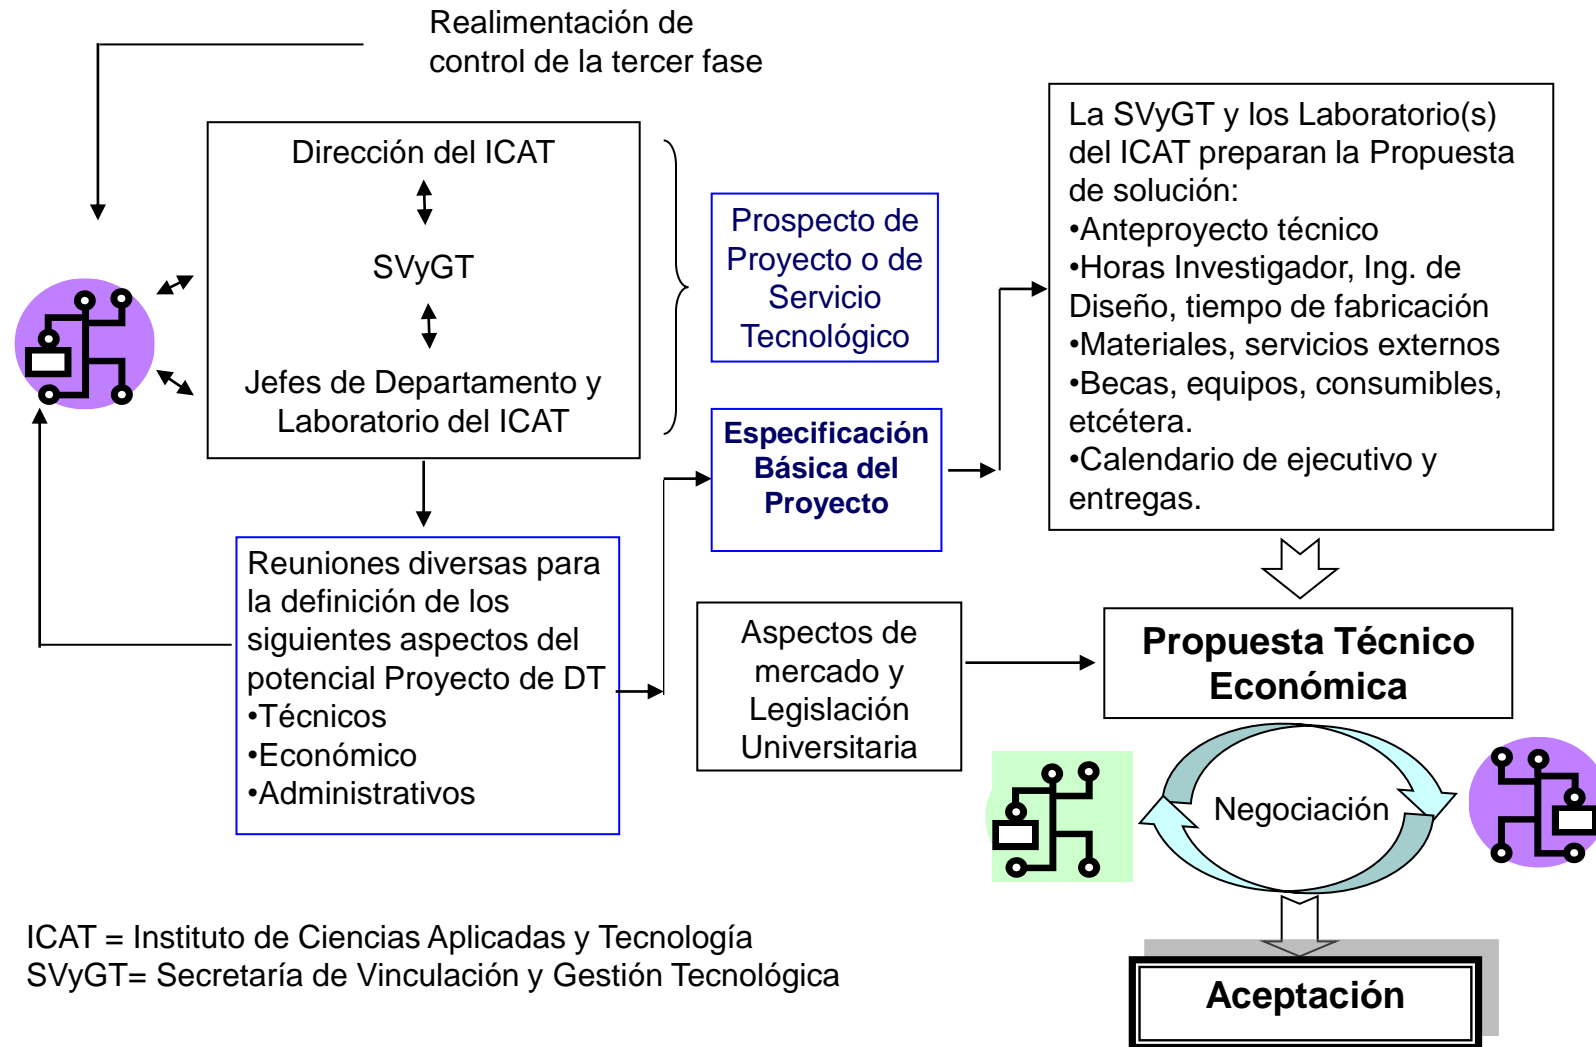 Realimentación de
control de la tercer fase
Dirección del ICAT
SVyGT
Jefes de Departamento y
Laboratorio del ICAT
Prospecto de
Proyecto o de
Servicio
Tecnológico
Especificación
Básica del
Proyecto
La SVyGT y los Laboratorio(s)
del ICAT preparan la Propuesta
de solución:
•Anteproyecto técnico
•Horas Investigador, Ing. de
Diseño, tiempo de fabricación
•Materiales, servicios externos
•Becas, equipos, consumibles,
etcétera.
•Calendario de ejecutivo y
entregas.
Reuniones diversas para
la definición de los
siguientes aspectos del
potencial Proyecto de DT
•Técnicos
•Económico
•Administrativos
Aspectos de
mercado y
Legislación
Universitaria
Propuesta Técnico
Económica
Negociación
Aceptación
ICAT = Instituto de Ciencias Aplicadas y Tecnología
SVyGT= Secretaría de Vinculación y Gestión Tecnológica